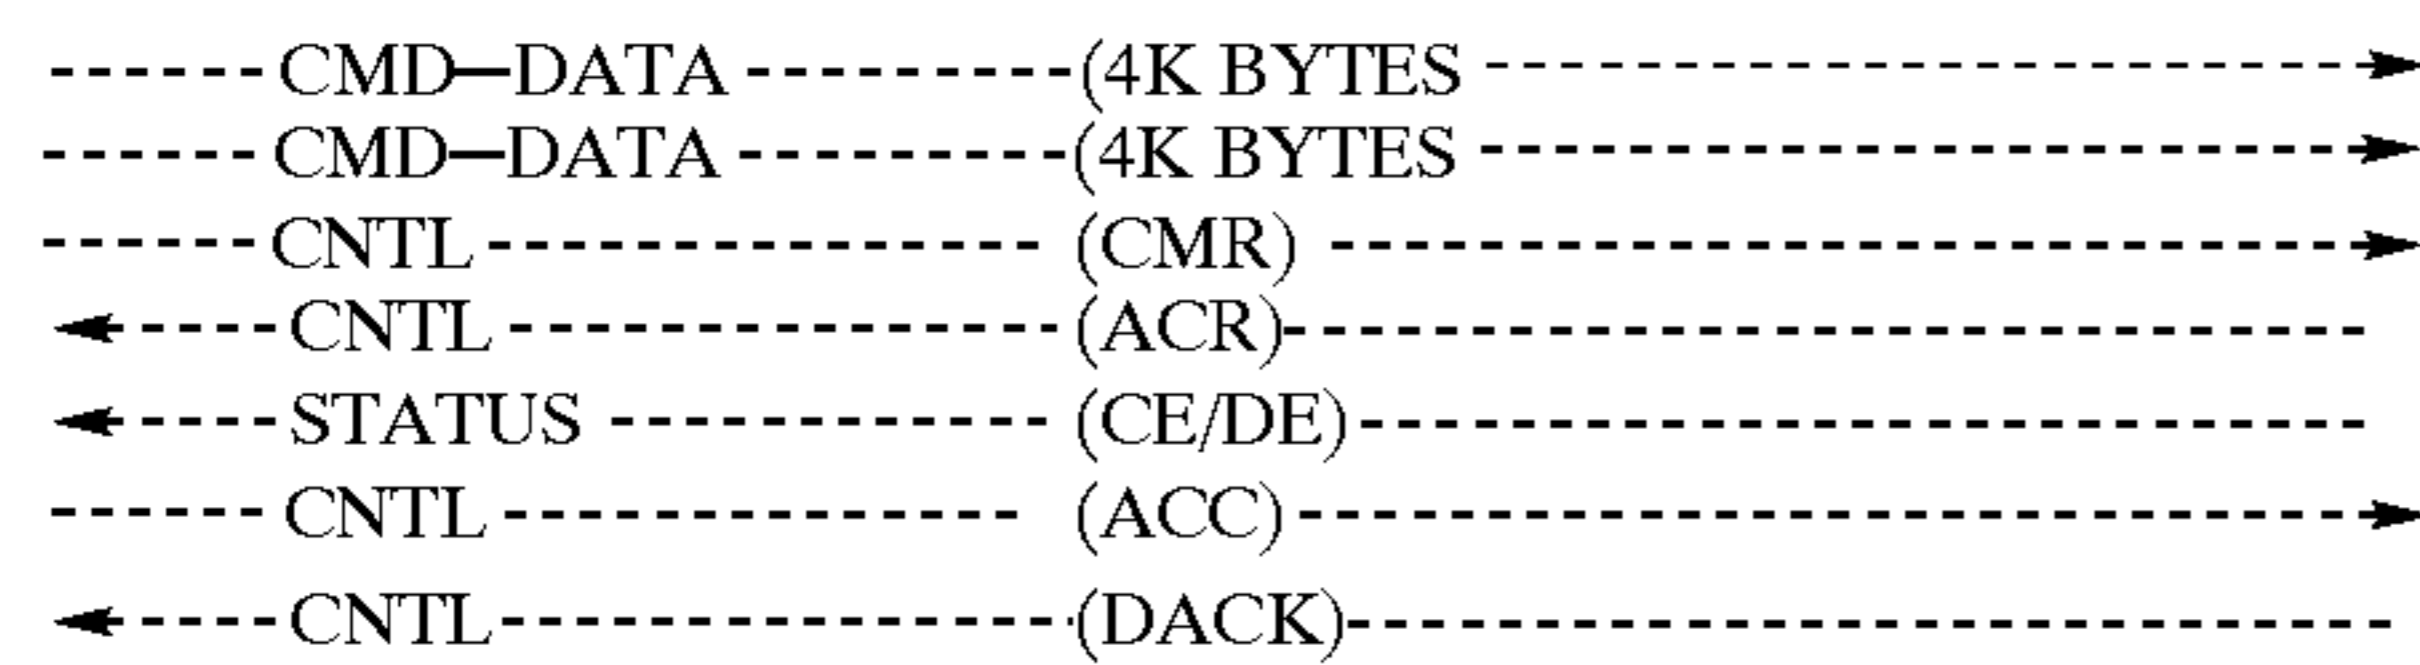 CMD—DATA (4K BYTES
CMD—DATA (4K BYTES
CNTL (CMR)
CNTL (ACR)
STATUS (CE/DE)
CNTL (ACC)
CNTL (DACK)